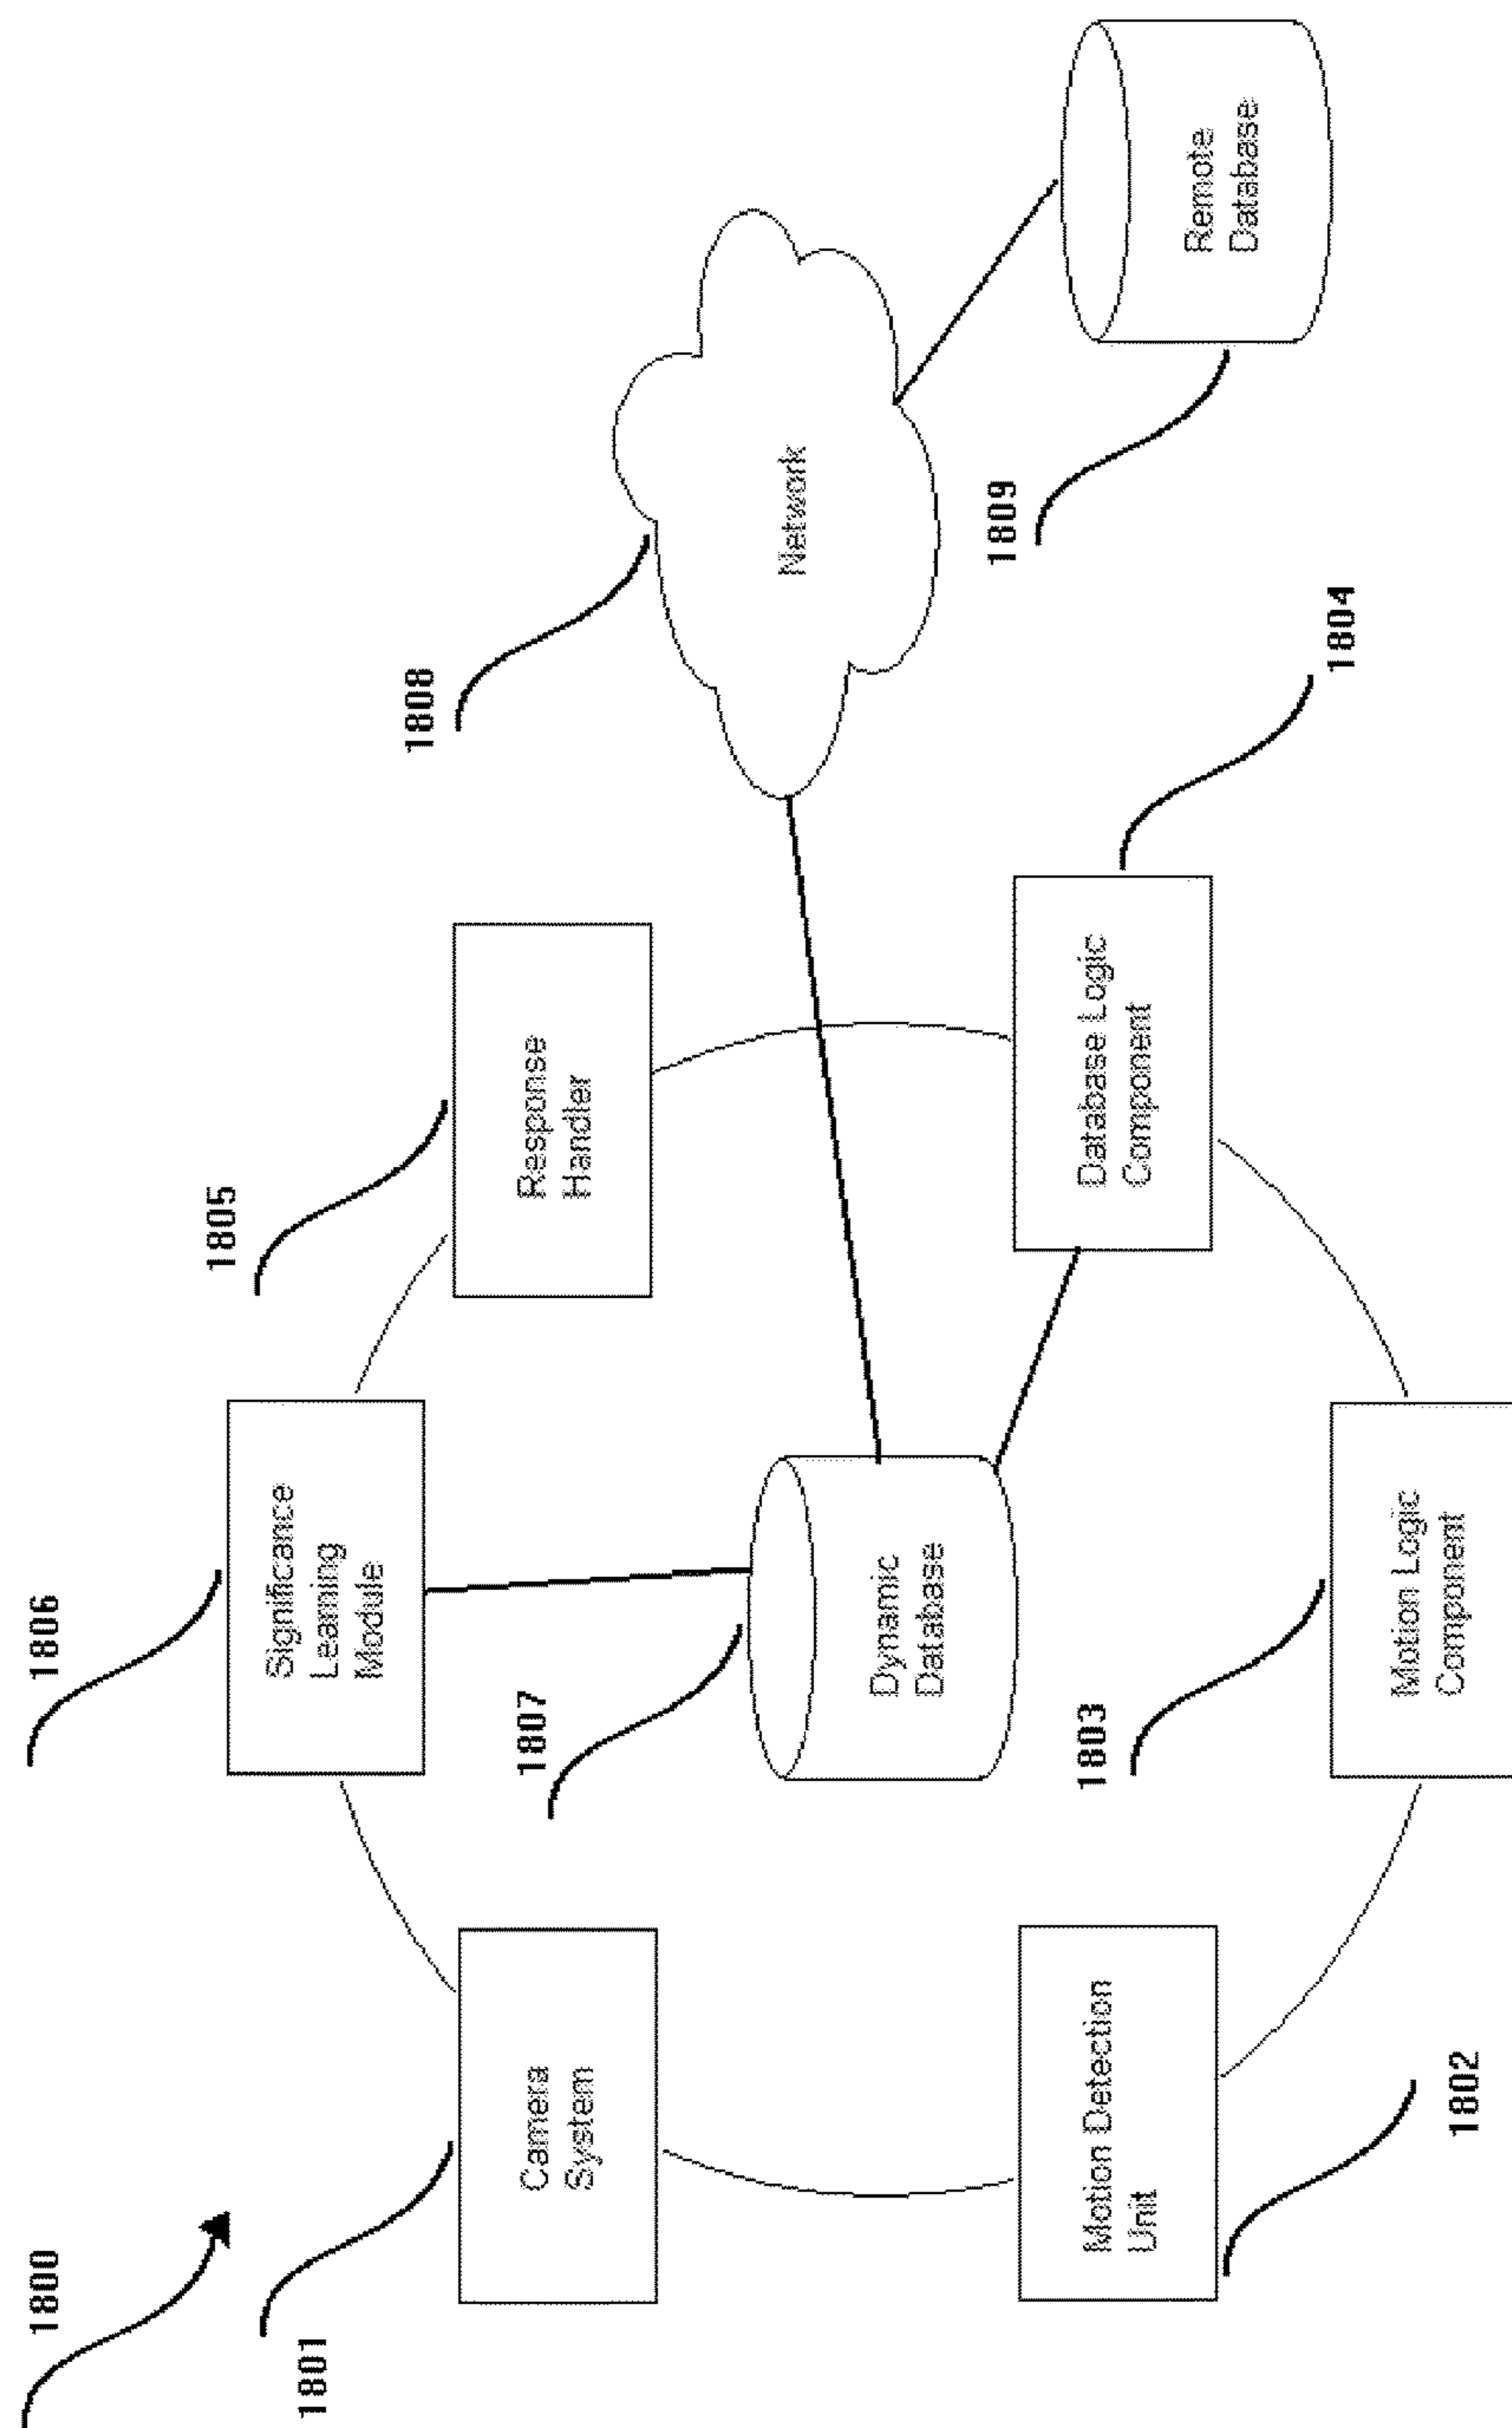 1800
1806
Significance
Learning
Module
1805
Response
Handler
1801
Camera
System
1808
Network
1807
Dynamic
Database
1809
Remote
Database
1802
Motion Detection
Unit
1803
Motion Logic
Component
Database Logic
Component
1804